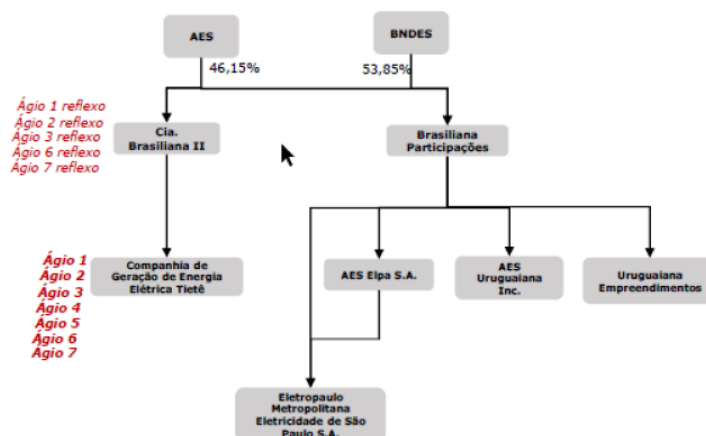 AES
BNDES
46,15%
53,85%
Ágio 1 reflexo
Ágio 2 reflexo
Ágio 3 reflexo
Ágio 6 reflexo
Ágio 7 reflexo
Cia.
Brasiliana II
Brasiliana
Participações
Ágio 1
Ágio 2
Ágio 3
Ágio 4
Ágio 5
Ágio 6
Ágio 7
Companhia de
Geração de Energia
Elétrica Tietê
AES Elpa S.A.
AES
Uruguaiana
Inc.
Uruguaiana
Empreendimentos
Eletropaulo
Metropolitana
Eletricidade de São
Paulo S.A.